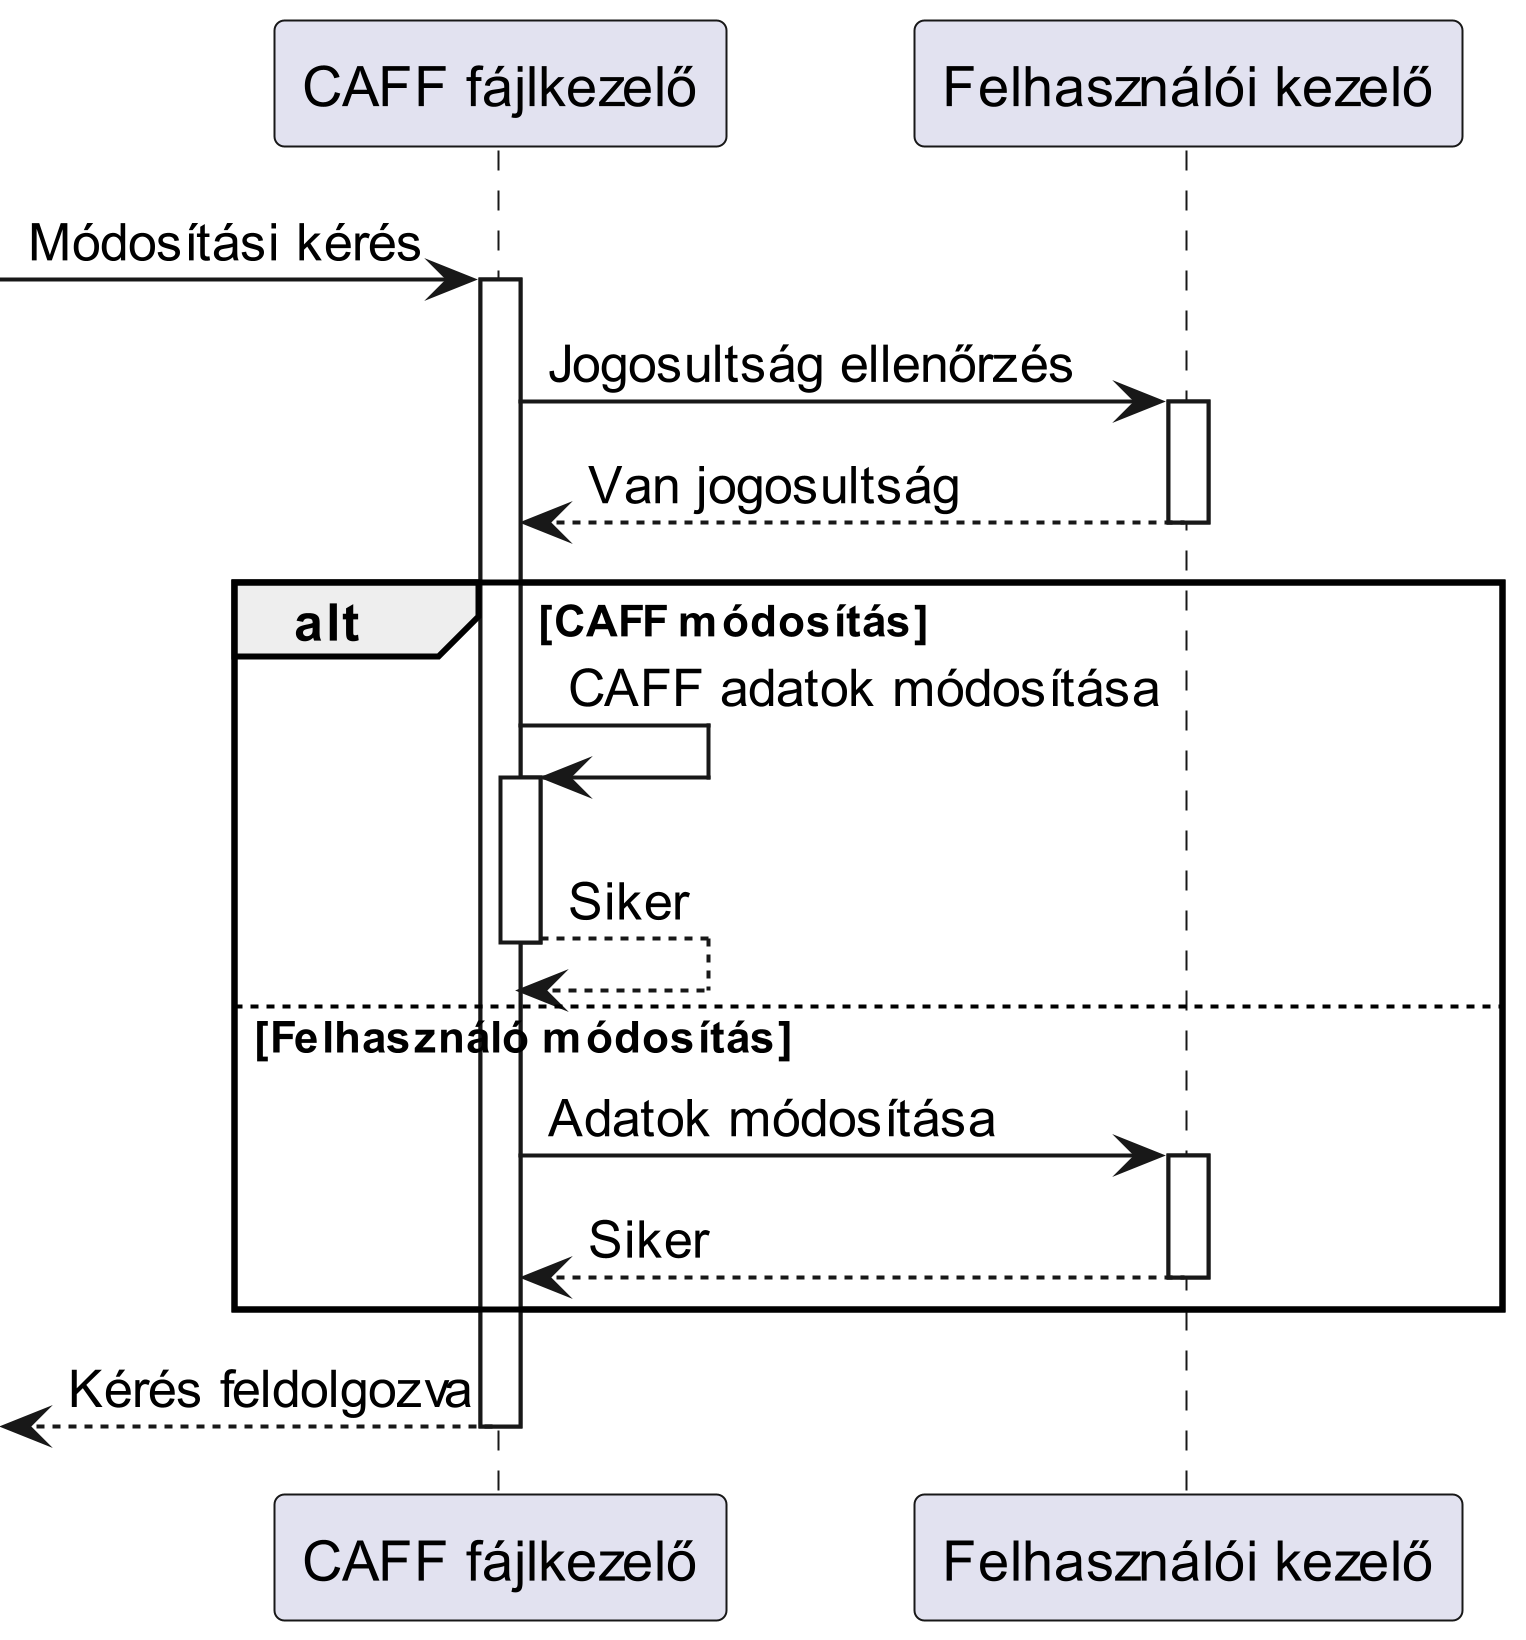 CAFF fájlkezelő
Felhasználói kezelő
Módosítási kérés
Jogosultság ellenőrzés
Van jogosultság
alt
[CAFF módosítás]
CAFF adatok módosítása
Siker
[Felhasználó módosítás]
Adatok módosítása
Siker
Kérés feldolgozva
CAFF fájlkezelő
Felhasználói kezelő